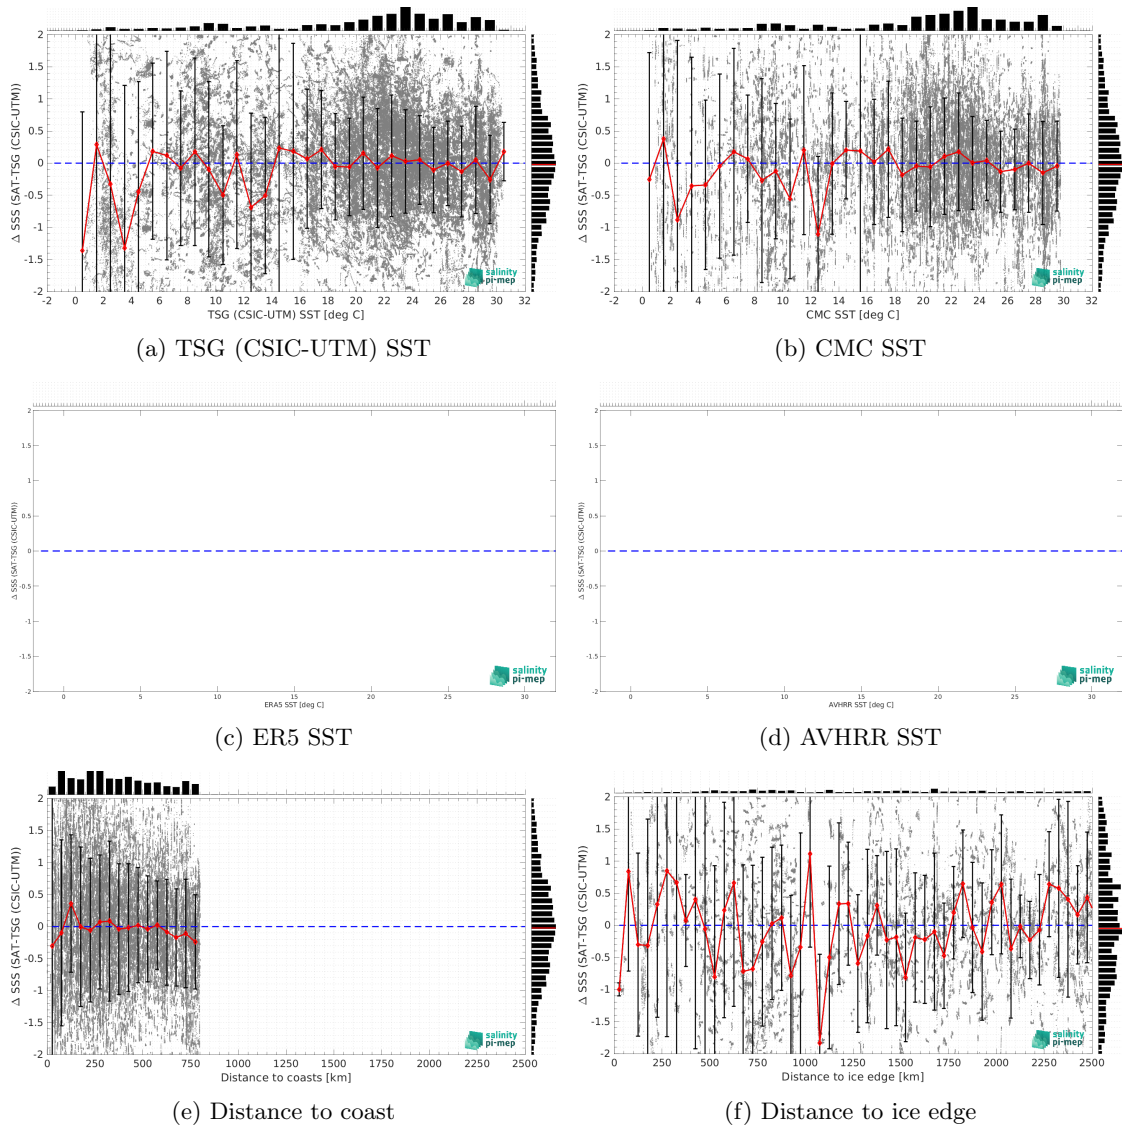 2
1.5
1
0.5
0
-0.5
-1
-1.5
-2
Δ SSS (SAT-TSG (CSIC-UTM))
salinity
pi-mep
-2 0 2 4 6 8 10 12 14 16 18 20 22 24 26 28 30 32
TSG (CSIC-UTM) SST [deg C]
(a) TSG (CSIC-UTM) SST
2
1.5
1
0.5
0
-0.5
-1
-1.5
-2
Δ SSS (SAT-TSG (CSIC-UTM))
salinity
pi-mep
-2 0 2 4 6 8 10 12 14 16 18 20 22 24 26 28 30 32
CMC SST [deg C]
(b) CMC SST
2
1.5
1
0.5
0
-0.5
-1
-1.5
-2
Δ SSS (SAT-TSG (CSIC-UTM))
salinity
pi-mep
0 5 10 15 20 25 30
ERA5 SST [deg C]
(c) ER5 SST
2
1.5
1
0.5
0
-0.5
-1
-1.5
-2
Δ SSS (SAT-TSG (CSIC-UTM))
salinity
pi-mep
0 5 10 15 20 25 30
AVHRR SST [deg C]
(d) AVHRR SST
2
1.5
1
0.5
0
-0.5
-1
-1.5
-2
Δ SSS (SAT-TSG (CSIC-UTM))
salinity
pi-mep
0 250 500 750 1000 1250 1500 1750 2000 2250 2500
Distance to coasts [km]
(e) Distance to coast
2
1.5
1
0.5
0
-0.5
-1
-1.5
-2
Δ SSS (SAT-TSG (CSIC-UTM))
salinity
pi-mep
0 250 500 750 1000 1250 1500 1750 2000 2250 2500
Distance to ice edge [km]
(f) Distance to ice edge